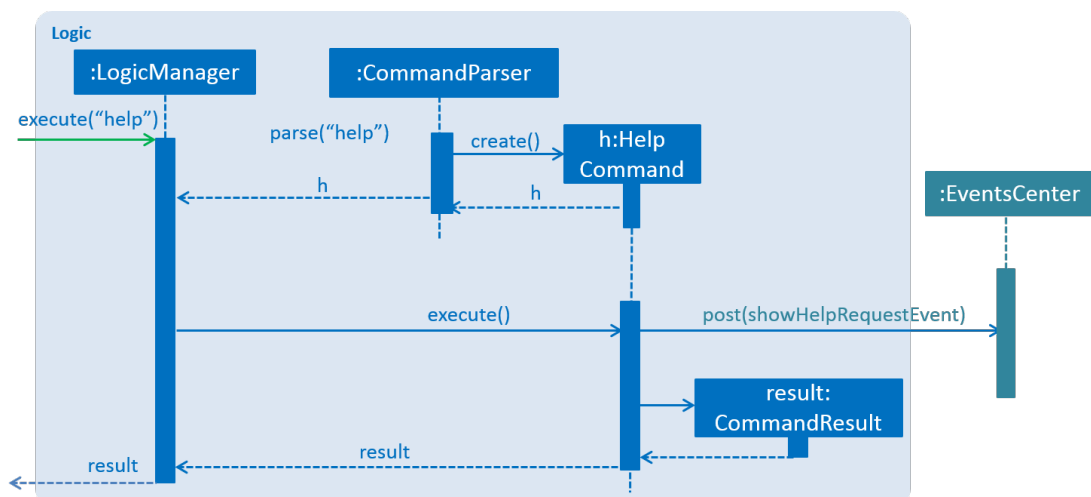 Logic
:LogicManager
:CommandParser
execute(“help”)
parse(“help”)
create()
h:Help
Command
h
h
:EventsCenter
execute()
post(showHelpRequestEvent)
result:
CommandResult
result
result